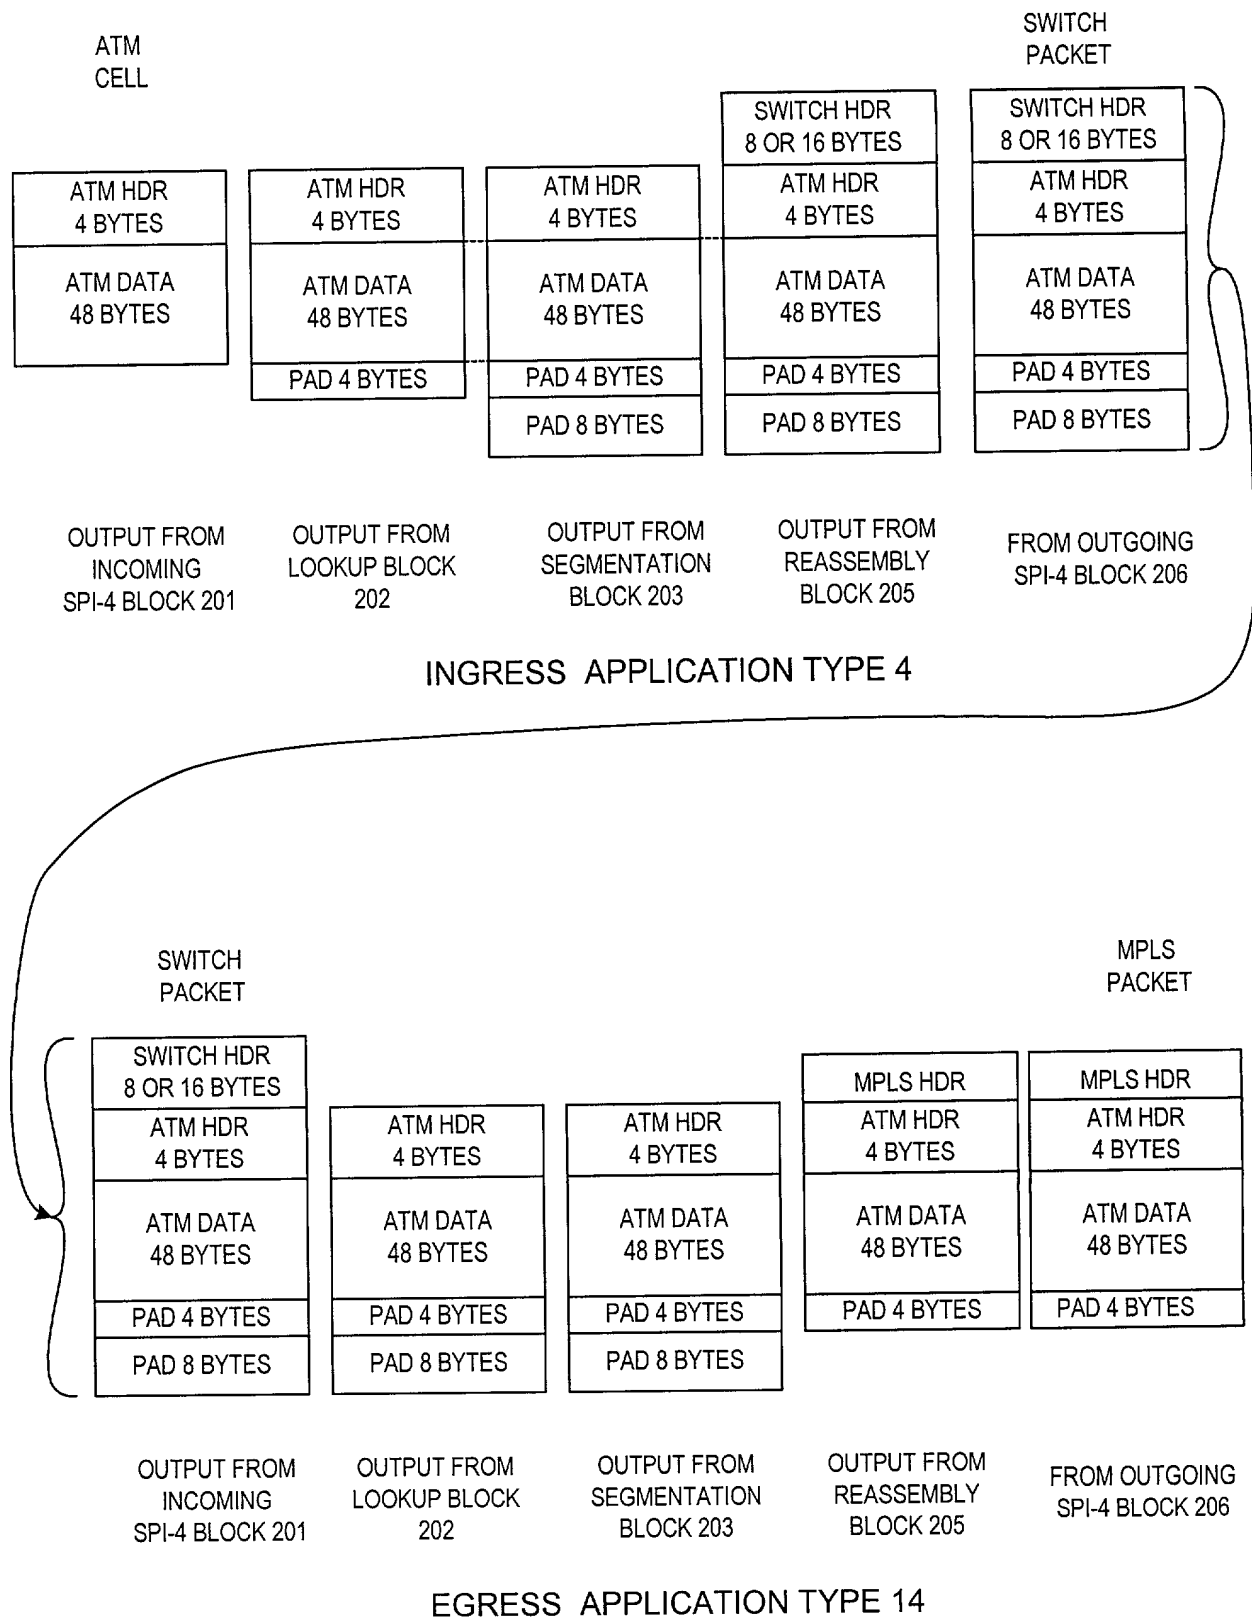 ATM
CELL
SWITCH
PACKET
ATM HDR
4 BYTES
ATM DATA
48 BYTES
ATM HDR
4 BYTES
ATM DATA
48 BYTES
PAD 4 BYTES
ATM HDR
4 BYTES
ATM DATA
48 BYTES
PAD 4 BYTES
PAD 8 BYTES
SWITCH HDR
8 OR 16 BYTES
ATM HDR
4 BYTES
ATM DATA
48 BYTES
PAD 4 BYTES
PAD 8 BYTES
SWITCH HDR
8 OR 16 BYTES
ATM HDR
4 BYTES
ATM DATA
48 BYTES
PAD 4 BYTES
PAD 8 BYTES
OUTPUT FROM
INCOMING
SPI-4 BLOCK 201
OUTPUT FROM
LOOKUP BLOCK
202
OUTPUT FROM
SEGMENTATION
BLOCK 203
OUTPUT FROM
REASSEMBLY
BLOCK 205
FROM OUTGOING
SPI-4 BLOCK 206
INGRESS APPLICATION TYPE 4
SWITCH
PACKET
MPLS
PACKET
SWITCH HDR
8 OR 16 BYTES
ATM HDR
4 BYTES
ATM DATA
48 BYTES
PAD 4 BYTES
PAD 8 BYTES
ATM HDR
4 BYTES
ATM DATA
48 BYTES
PAD 4 BYTES
PAD 8 BYTES
ATM HDR
4 BYTES
ATM DATA
48 BYTES
PAD 4 BYTES
PAD 8 BYTES
MPLS HDR
ATM HDR
4 BYTES
ATM DATA
48 BYTES
PAD 4 BYTES
MPLS HDR
ATM HDR
4 BYTES
ATM DATA
48 BYTES
PAD 4 BYTES
OUTPUT FROM
INCOMING
SPI-4 BLOCK 201
OUTPUT FROM
LOOKUP BLOCK
202
OUTPUT FROM
SEGMENTATION
BLOCK 203
OUTPUT FROM
REASSEMBLY
BLOCK 205
FROM OUTGOING
SPI-4 BLOCK 206
EGRESS APPLICATION TYPE 14